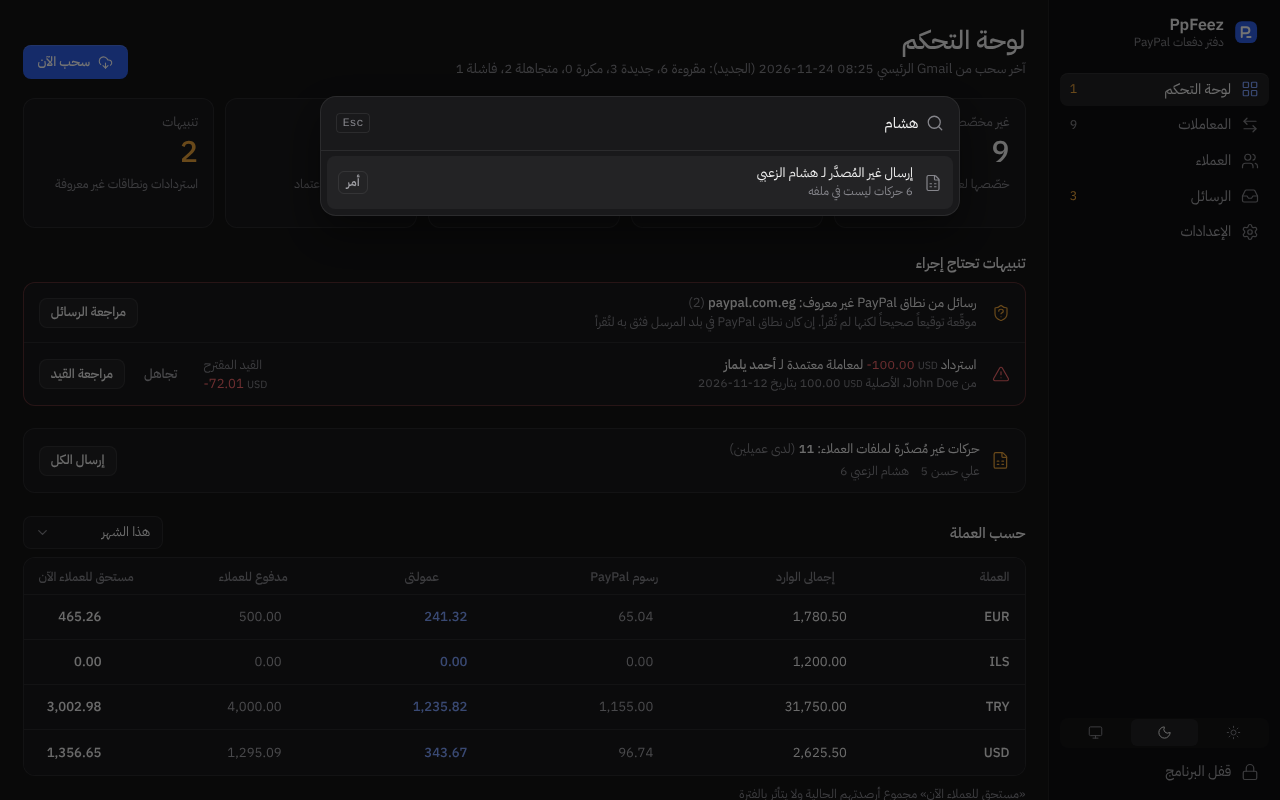 PpFeez
دفتر دفعات PayPal
لوحة التحكم
1
المعاملات
9
العملاء
الرسائل
3
الإعدادات
قفل البرنامج
لوحة التحكم
آخر سحب من Gmail الرئيسي 08:25 24-11-2026 (الجديد): مقروءة 6، جديدة 3، مكررة 0، متجاهلة 2، فاشلة 1
سحب الآن
هشام
Esc
إرسال غير المُصدَّر لـ هشام الزعبي
6 حركات ليست في ملفه
أمر
9
تنبيهات
2
استردادات ونطاقات غير معروفة
تنبيهات تحتاج إجراء
رسائل من نطاق PayPal غير معروف: paypal.com.eg (2)
موقّعة توقيعاً صحيحاً لكنها لم تُقرأ. إن كان نطاق PayPal في بلد المرسل فثق به لتُقرأ
مراجعة الرسائل
استرداد -100.00 USD لمعاملة معتمدة لـ أحمد يلماز
من John Doe، الأصلية 100.00 USD بتاريخ 12-11-2026
القيد المقترح
-72.01 USD
تجاهل
مراجعة القيد
حركات غير مُصدّرة لملفات العملاء: 11 (لدى عميلين)
علي حسن 5 هشام الزعبي 6
إرسال الكل
حسب العملة
هذا الشهر
العملة إجمالي الوارد رسوم PayPal عمولتي مدفوع للعملاء مستحق للعملاء الآن
EUR 1,780.50 65.04 241.32 500.00 465.26
ILS 1,200.00 0.00 0.00 0.00 0.00
TRY 31,750.00 1,155.00 1,235.82 4,000.00 3,002.98
USD 2,625.50 96.74 343.67 1,295.09 1,356.65
«مستحق للعملاء الآن» مجموع أرصدتهم الحالية ولا يتأثر بالفترة